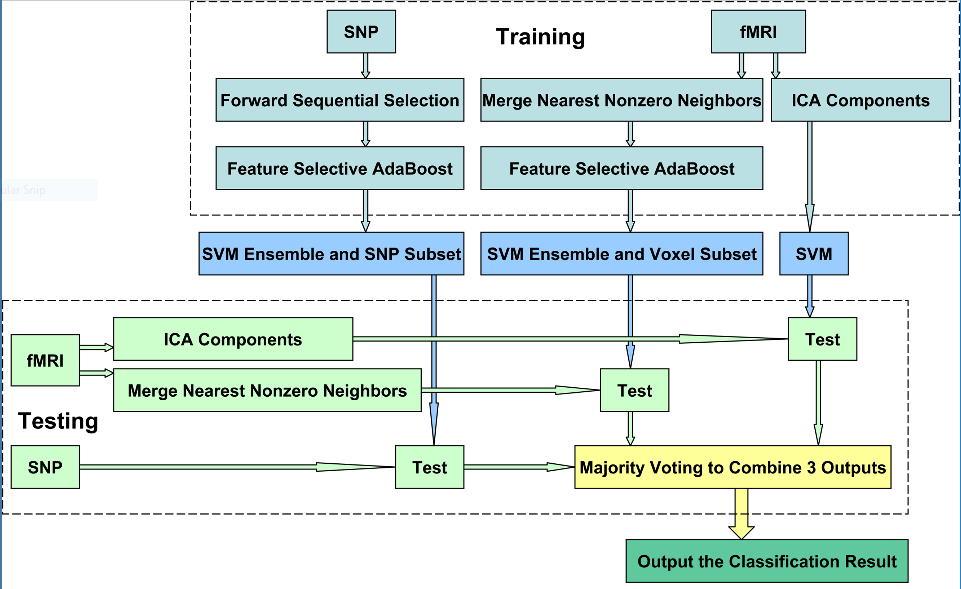 SNP
Training
fMRI
Forward Sequential Selection
Merge Nearest Nonzero Neighbors
ICA Components
Feature Selective AdaBoost
Feature Selective AdaBoost
ular Snip
SVM Ensemble and SNP Subset
SVM Ensemble and Voxel Subset
SVM
fMRI
ICA Components
Test
Merge Nearest Nonzero Neighbors
Test
Testing
SNP
Test
Majority Voting to Combine 3 Outputs
Output the Classification Result